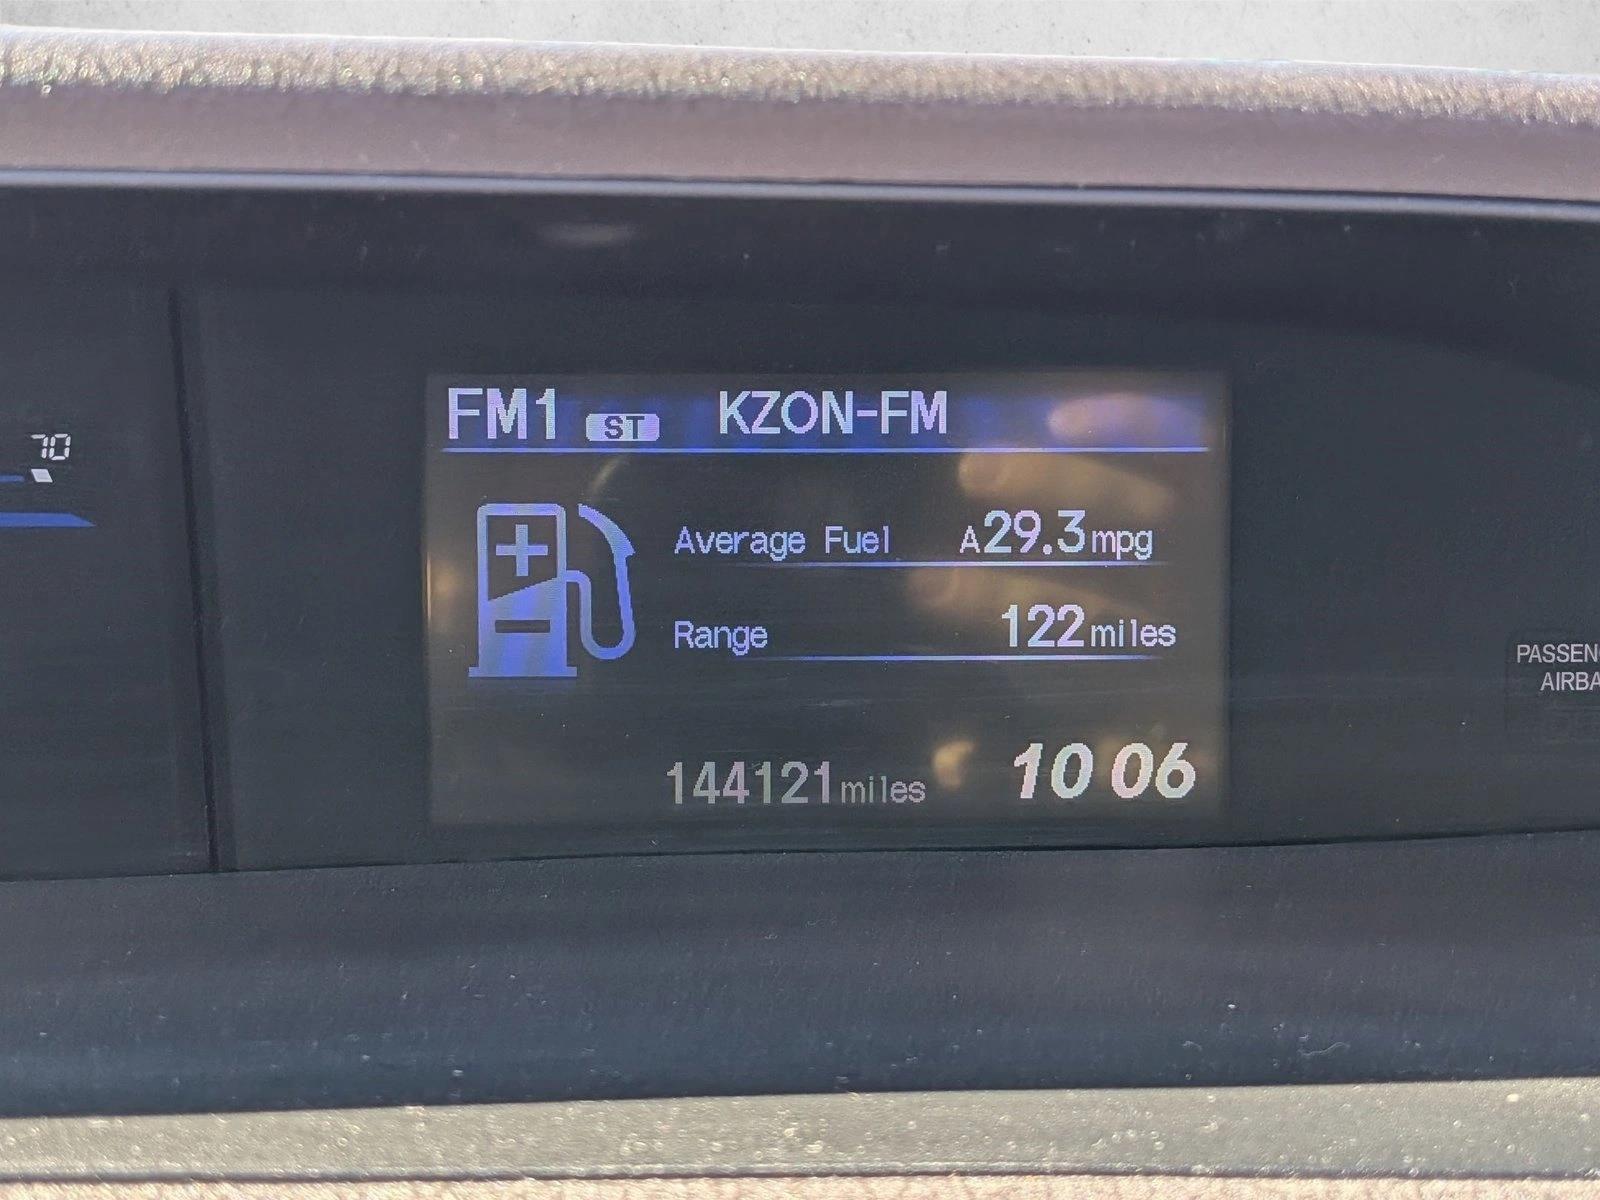 70
FM1 ST KZON-FM
Average Fuel A29.3mpg
Range 122miles
144121miles 10 06
PASSENG
AIRBA